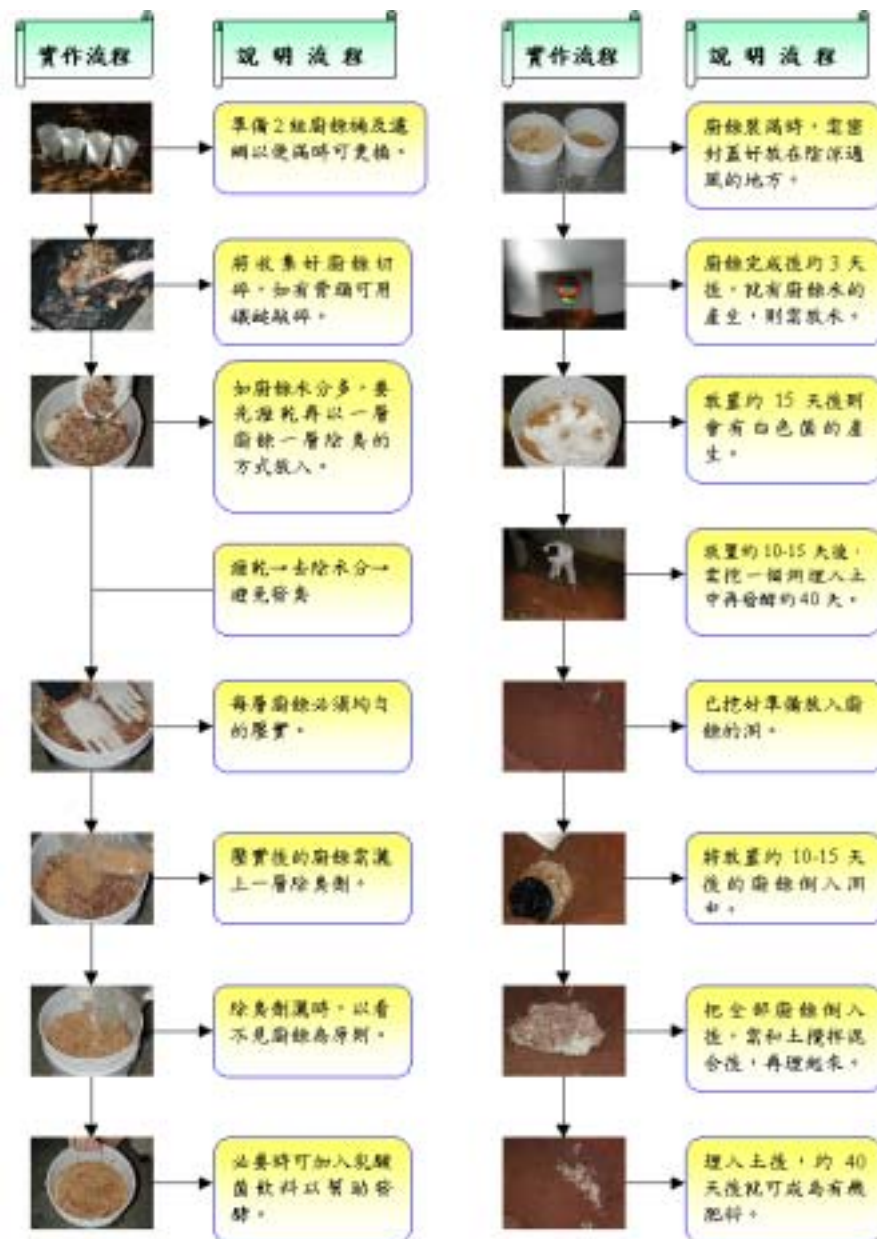 實作流程
說明流程
準備2組廚餘桶及濾
網以便滿時可更換。
將收集好廚餘切
碎，如有骨頭可用
鐵鎚敲碎。
如廚餘水分多，要
先瀝乾再以一層
廚餘一層除臭的
方式放入。
瀝乾→去除水分→
避免發臭
每層廚餘必須均勻
的壓實。
壓實後的廚餘需灑
上一層除臭劑。
除臭劑灑時，以看
不見廚餘為原則。
必要時可加入乳酸
菌飲料以幫助發
酵。
實作流程
說明流程
廚餘裝滿時，需密
封蓋好放在陰涼通
風的地方。
廚餘完成後約3天
後，就有廚餘水的
產生，則需放水。
放置約 15 天後則
會有白色菌的產
生。
放置約10-15天後，
需挖一個洞埋入土
中再發酵約40天。
已挖好準備放入廚
餘的洞。
將放置約 10-15 天
後的廚餘倒入洞
中。
把全部廚餘倒入
後，需和土攪拌混
合後，再埋起來。
埋入土後，約 40
天後就可成為有機
肥料。